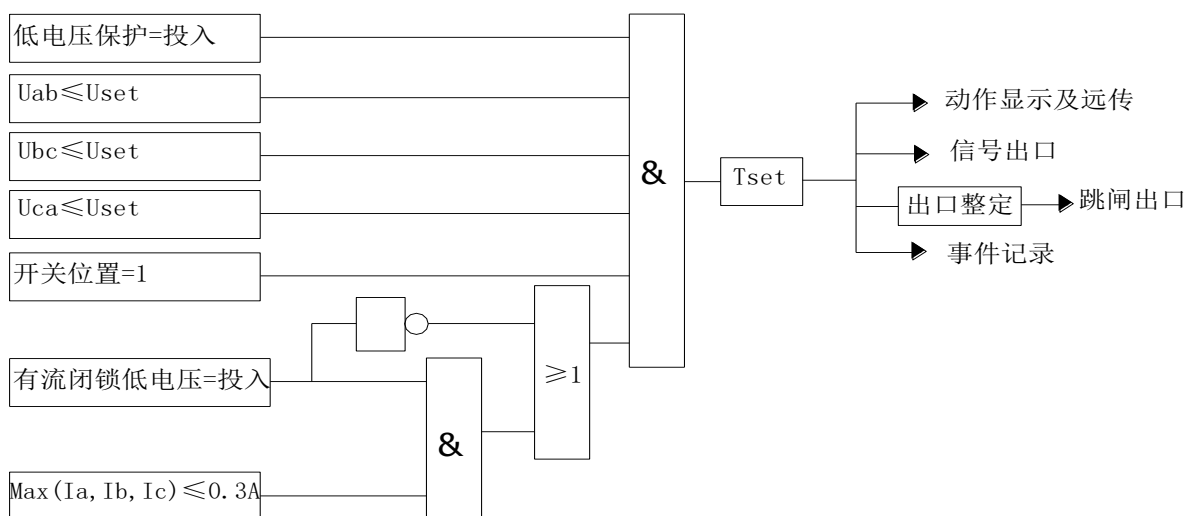 低电压保护=投入
Uab≤Uset
Ubc≤Uset
Uca≤Uset
开关位置=1
有流闭锁低电压=投入
Max(Ia,Ib,Ic)≤0.3A
&
≥1
&
Tset
动作显示及远传
信号出口
出口整定
跳闸出口
事件记录